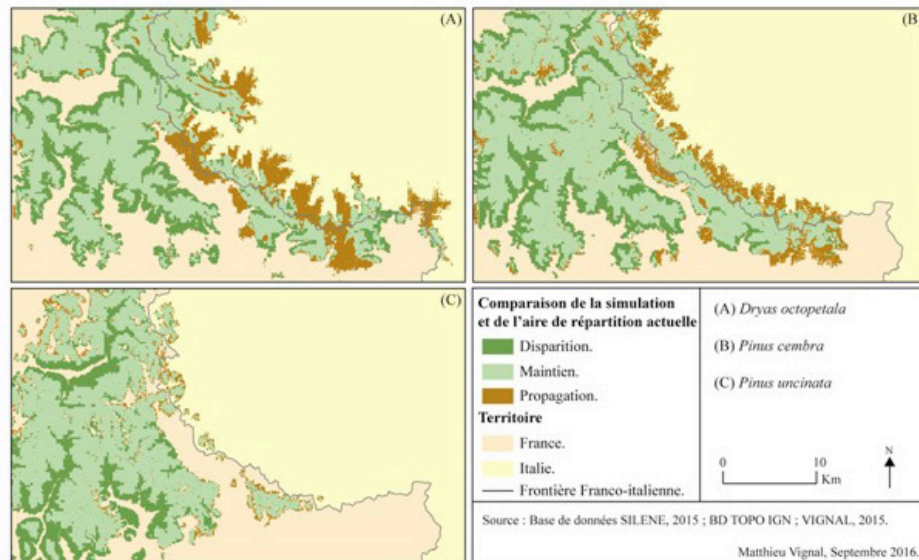 (A)
(B)
(C)
Comparaison de la simulation
et de l'aire de répartition actuelle
Disparition.
Maintien.
Propagation.
Territoire
France.
Italie.
Frontière Franco-italienne.
(A) Dryas octopetala
(B) Pinus cembra
(C) Pinus uncinata
0 10
Km
N
Source : Base de données SILENE, 2015 ; BD TOPO IGN ; VIGNAL, 2015.
Matthieu Vignal, Septembre 2016.